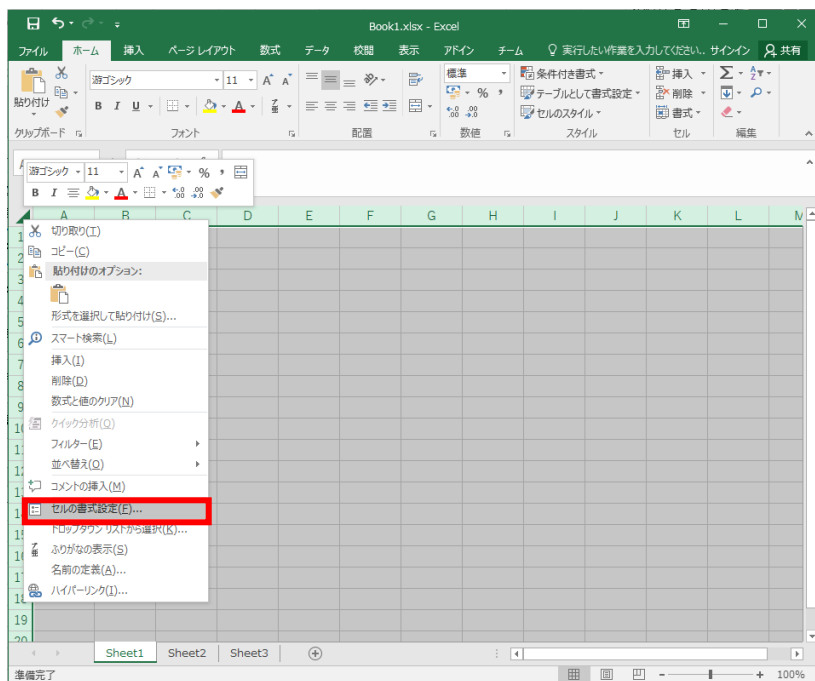 Book1.xlsx - Excel
ファイル ホーム 挿入 ページ レイアウト 数式 データ 校閲 表示 アドイン チーム 実行したい作業を入力してください.. サインイン 共有
貼り付け
游ゴシック 11 A A
B I U A
標準
% ,
条件付き書式
テーブルとして書式設定
セルのスタイル
挿入
削除
書式
クリップボード フォント 配置 数値 スタイル セル 編集
游ゴシック 11 A A % ,
B I A
A B C D E F G H I J K L M
切り取り(T)
コピー(C)
貼り付けのオプション:
形式を選択して貼り付け(S)...
スマート検索(L)
挿入(I)
削除(D)
数式と値のクリア(N)
クイック分析(Q)
フィルター(E)
並べ替え(O)
コメントの挿入(M)
セルの書式設定(F)...
ドロップダウン リストから選択(K)...
ふりがなの表示(S)
名前の定義(A)...
ハイパーリンク(I)...
1
2
3
4
5
6
7
8
9
18
19
20
Sheet1 Sheet2 Sheet3
準備完了 100%